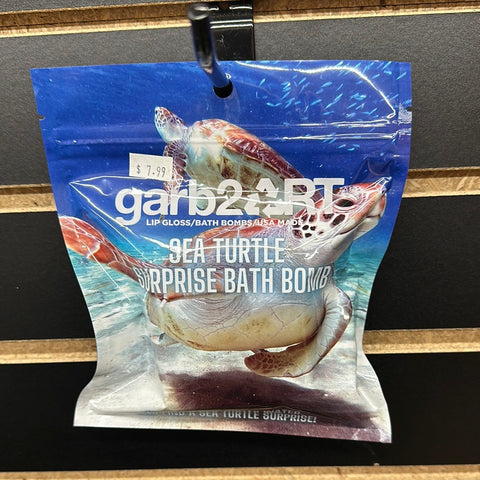 $ 7.99
garb2ART
LIP GLOSS/BATH BOMBS/USA MADE
SEA TURTLE
SURPRISE BATH BOMB
A SEA TURTLE SURPRISE!